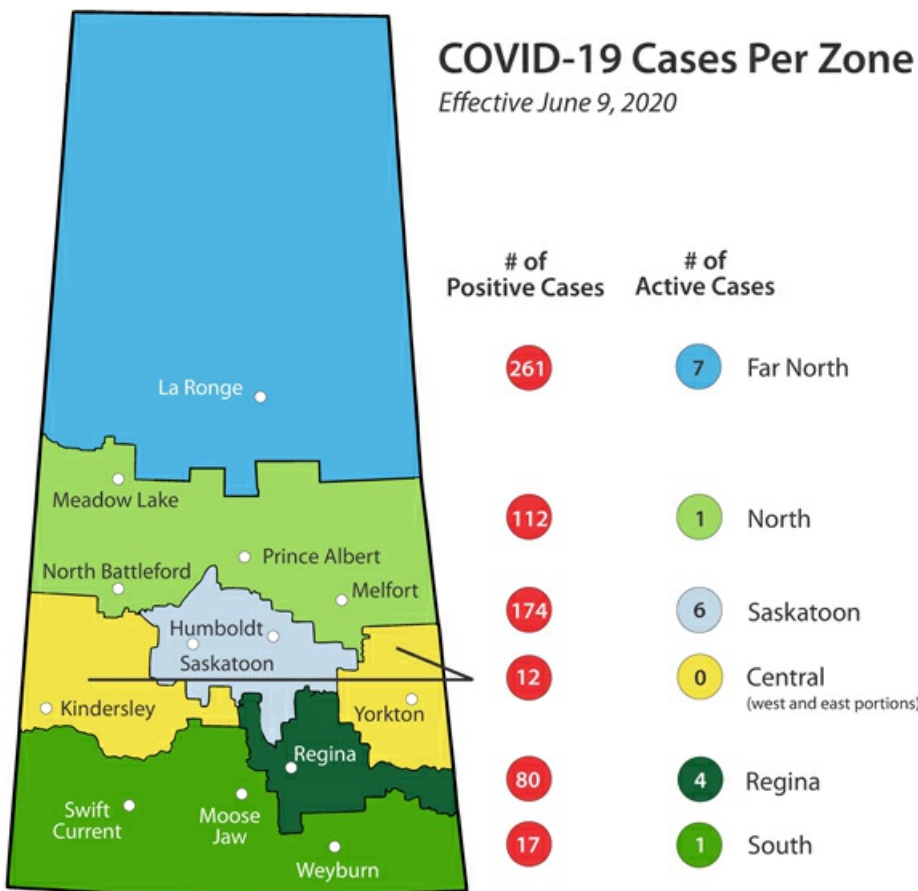 COVID-19 Cases Per Zone
Effective June 9, 2020
# of
Positive Cases
# of
Active Cases
261
7
Far North
112
1
North
174
6
Saskatoon
12
0
Central
(west and east portions)
80
4
Regina
17
1
South
La Ronge
Meadow Lake
Prince Albert
North Battleford
Melfort
Humboldt
Saskatoon
Kindersley
Yorkton
Regina
Swift
Current
Moose
Jaw
Weyburn